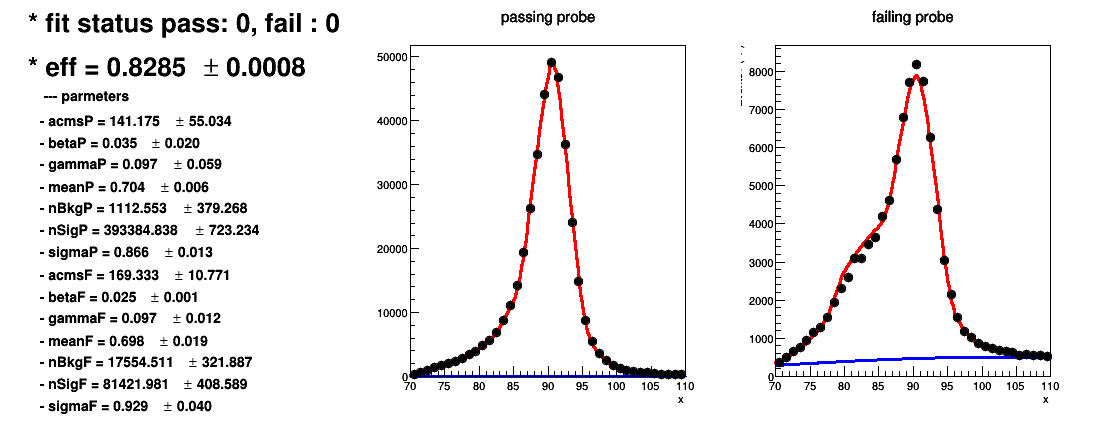 * fit status pass: 0, fail : 0
* eff = 0.8285 ± 0.0008
--- parmeters
- acmsP = 141.175 ± 55.034
- betaP = 0.035 ± 0.020
- gammaP = 0.097 ± 0.059
- meanP = 0.704 ± 0.006
- nBkgP = 1112.553 ± 379.268
- nSigP = 393384.838 ± 723.234
- sigmaP = 0.866 ± 0.013
- acmsF = 169.333 ± 10.771
- betaF = 0.025 ± 0.001
- gammaF = 0.097 ± 0.012
- meanF = 0.698 ± 0.019
- nBkgF = 17554.511 ± 321.887
- nSigF = 81421.981 ± 408.589
- sigmaF = 0.929 ± 0.040
passing probe
50000
40000
30000
20000
10000
0
70 75 80 85 90 95 100 105 110
x
failing probe
8000
7000
6000
5000
4000
3000
2000
1000
0
70 75 80 85 90 95 100 105 110
x